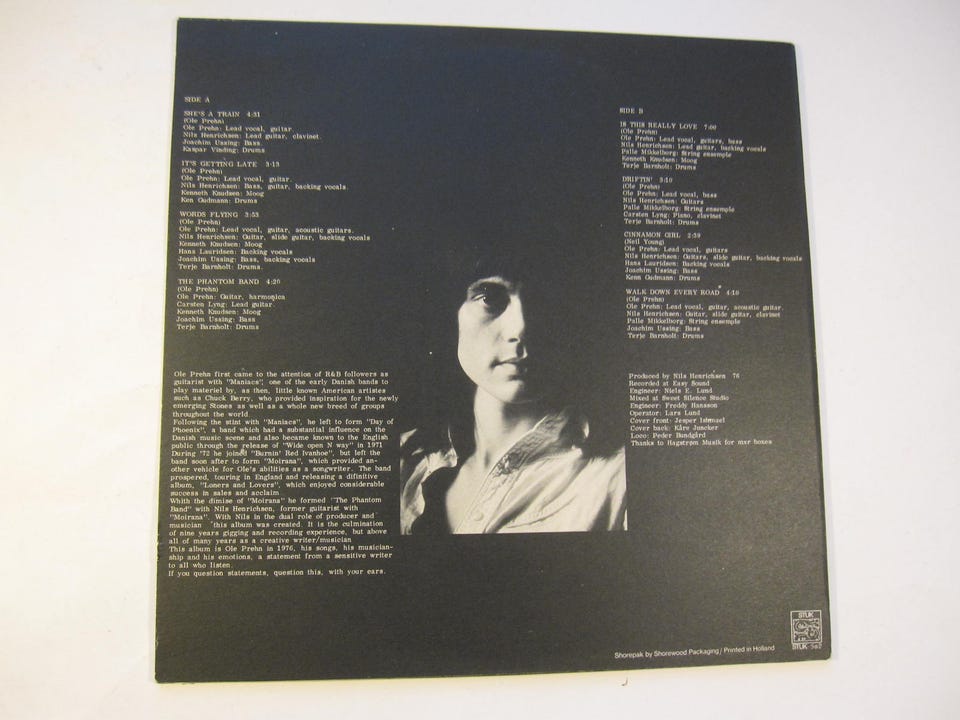 SIDE A
SHE'S A TRAIN 4:31
(Ole Prehn)
Ole Prehn: Lead vocal, guitar.
Nils Henrichsen: Lead guitar, clavinet.
Joachim Ussing: Bass.
Kaspar Vinding: Drums
IT'S GETTING LATE 3:13
(Ole Prehn)
Ole Prehn: Lead vocal, guitar.
Nils Henrichsen: Bass, guitar, backing vocals.
Kenneth Knudsen: Moog
Ken Gudmann: Drums
WORDS FLYING 3:53
(Ole Prehn)
Ole Prehn: Lead vocal, guitar, acoustic guitars.
Nils Henrichsen: Guitar, slide guitar, backing vocals
Kenneth Knudsen: Moog
Hans Lauridsen: Backing vocals
Joachim Ussing: Bass, backing vocals
Terje Barnholt: Drums.
THE PHANTOM BAND 4:20
(Ole Prehn)
Ole Prehn: Guitar, harmonica
Carsten Lyng: Lead guitar.
Kenneth Knudsen: Moog
Joachim Ussing: Bass
Terje Barnholt: Drums
Ole Prehn first came to the attention of R&B followers as
guitarist with "Maniacs", one of the early Danish bands to
play materiel by, as then, little known American artistes
such as Chuck Berry, who provided inspiration for the newly
emerging Stones as well as a whole new breed of groups
throughout the world.
Following the stint with "Maniacs", he left to form "Day of
Phoenix", a band which had a substantial influence on the
Danish music scene and also became known to the English
public through the release of "Wide open N way" in 1971
During '72 he joined "Burnin' Red Ivanhoe", but left the
band soon after to form "Moirana", which provided an-
other vehicle for Ole's abilities as a songwriter. The band
prospered, touring in England and releasing a difinitive
album, "Loners and Lovers", which enjoyed considerable
success in sales and acclaim
Whith the dimise of "Moirana" he formed "The Phantom
Band" with Nils Henrichsen, former guitarist with
"Moirana". With Nils in the dual role of producer and
musician this album was created. It is the culmination
of nine years gigging and recording experience, but above
all of many years as a creative writer/musician
This album is Ole Prehn in 1976, his songs, his musician-
ship and his emotions, a statement from a sensitive writer
to all who listen.
If you question statements, question this, with your ears.
SIDE B
IS THIS REALLY LOVE 7:00
(Ole Prehn)
Ole Prehn: Lead vocal, guitars, bass
Nils Henrichsen: Lead guitar, backing vocals
Palle Mikkelborg: String ensemble
Kenneth Knudsen: Moog
Terje Barnholt: Drums
DRIFTIN' 3:10
(Ole Prehn)
Ole Prehn: Lead vocal, bass
Nils Henrichsen: Guitars
Palle Mikkelborg: String ensemble
Carsten Lyng: Piano, clavinet
Terje Barnholt: Drums
CINNAMON GIRL 2:39
(Neil Young)
Ole Prehn: Lead vocal, guitars
Nils Henrichsen: Guitars, slide guitar, backing vocals
Hans Lauridsen: Backing vocals
Joachim Ussing: Bass
Kenn Gudmann: Drums
WALK DOWN EVERY ROAD 4:10
(Ole Prehn)
Ole Prehn: Lead vocal, guitar, acoustic guitar.
Nils Henrichsen: Guitar, slide guitar, clavinet
Palle Mikkelborg: String ensemble
Joachim Ussing: Bass
Terje Barnholt: Drums
Produced by Nils Henrichsen 76
Recorded at Easy Sound
Engineer: Niels E. Lund
Mixed at Sweet Silence Studio
Engineer: Freddy Hansson
Operator: Lars Lund
Cover front: Jesper Ishmael
Cover back: Kåre Juncker
Loco: Peder Bundgård
Thanks to Hagstrøm Musik for mxr boxes
STUK
STUK 562
Shorepak by Shorewood Packaging / Printed in Holland